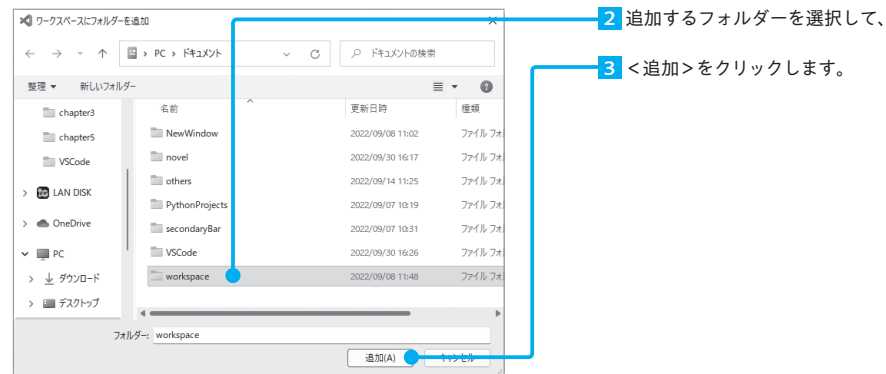 ワークスペースにフォルダーを追加
2 追加するフォルダーを選択して、
PC › ドキュメント
ドキュメントの検索
3 <追加>をクリックします。
整理 新しいフォルダー
名前 更新日時 種類
chapter3
chapter5
VSCode
LAN DISK
OneDrive
PC
ダウンロード
デスクトップ
NewWindow 2022/09/08 11:02 ファイル フォル
novel 2022/09/30 16:17 ファイル フォル
others 2022/09/14 11:25 ファイル フォル
PythonProjects 2022/09/07 10:19 ファイル フォル
secondaryBar 2022/09/07 10:31 ファイル フォル
VSCode 2022/09/30 16:26 ファイル フォル
workspace 2022/09/08 11:48 ファイル フォル
フォルダー: workspace
追加(A) キャンセル